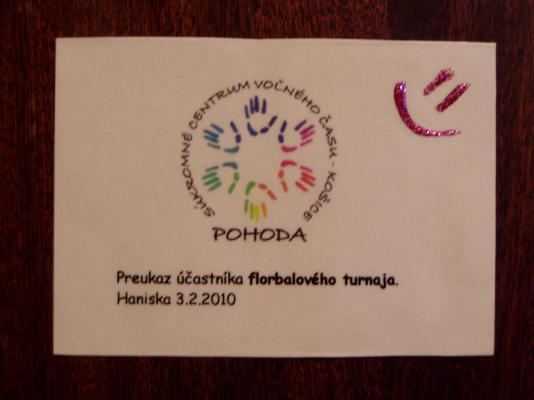 SÚKROMNÉ CENTRUM VOĽNÉHO ČASU - KOŠICE
POHODA
Preukaz účastníka florbalového turnaja.
Haniska 3.2.2010